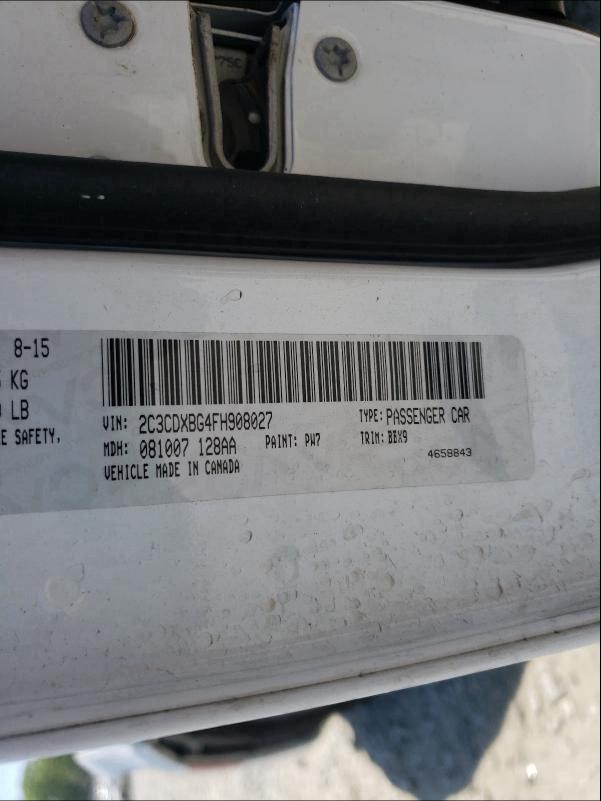 8-15
KG
LB
SAFETY,
VIN: 2C3CDXBG4FH908027 TYPE: PASSENGER CAR
MDH: 081007 128AA PAINT: PW7 TRIM: BBX9
VEHICLE MADE IN CANADA 4658843